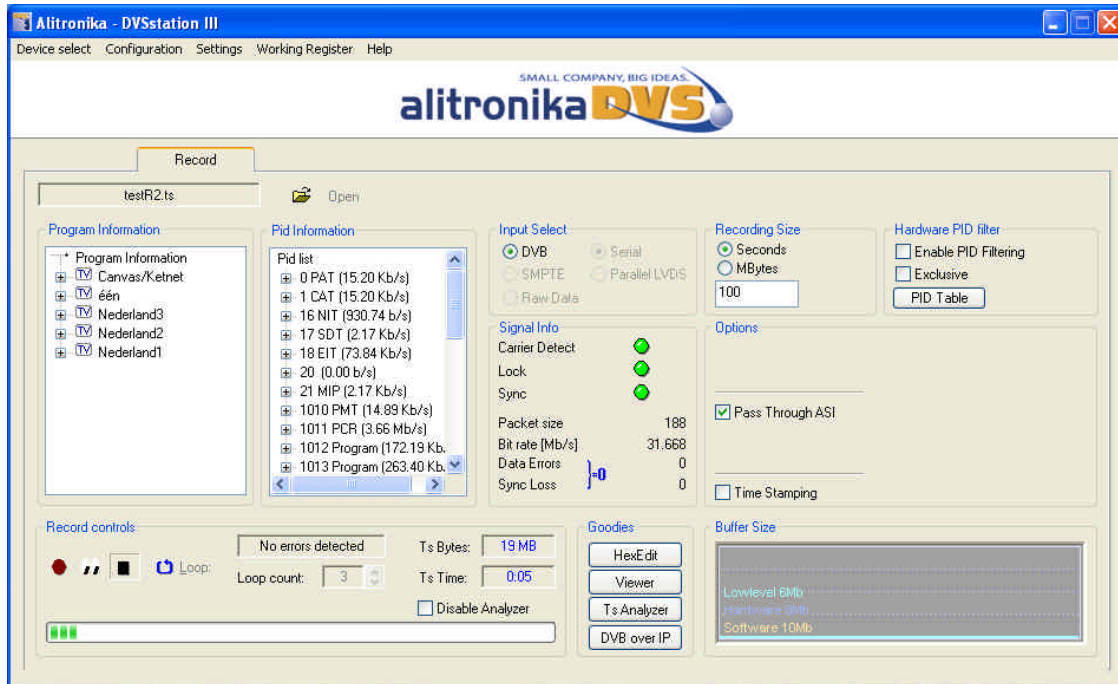 Alitronika - DVSstation III
Device select Configuration Settings Working Register Help
SMALL COMPANY, BIG IDEAS.
alitronika DVS
Record
testR2.ts Open
Program Information
Program Information
TV Canvas/Ketnet
TV één
TV Nederland3
TV Nederland2
TV Nederland1
Pid Information
Pid list
0 PAT (15.20 Kb/s)
1 CAT (15.20 Kb/s)
16 NIT (930.74 b/s)
17 SDT (2.17 Kb/s)
18 EIT (73.84 Kb/s)
20 (0.00 b/s)
21 MIP (2.17 Kb/s)
1010 PMT (14.89 Kb/s)
1011 PCR (3.66 Mb/s)
1012 Program (172.19 Kb.
1013 Program (263.40 Kb.
Input Select
DVB Serial
SMPTE Parallel LVDS
Raw Data
Signal Info
Carrier Detect
Lock
Sync
Packet size 188
Bit rate [Mb/s] 31.668
Data Errors 0
}=0
Sync Loss 0
Recording Size
Seconds
MBytes
100
Hardware PID filter
Enable PID Filtering
Exclusive
PID Table
Options
Pass Through ASI
Time Stamping
Record controls
Loop:
No errors detected
Loop count: 3
Ts Bytes: 19 MB
Ts Time: 0:05
Disable Analyzer
Goodies
HexEdit
Viewer
Ts Analyzer
DVB over IP
Buffer Size
Lowlevel 6Mb
Software 10Mb